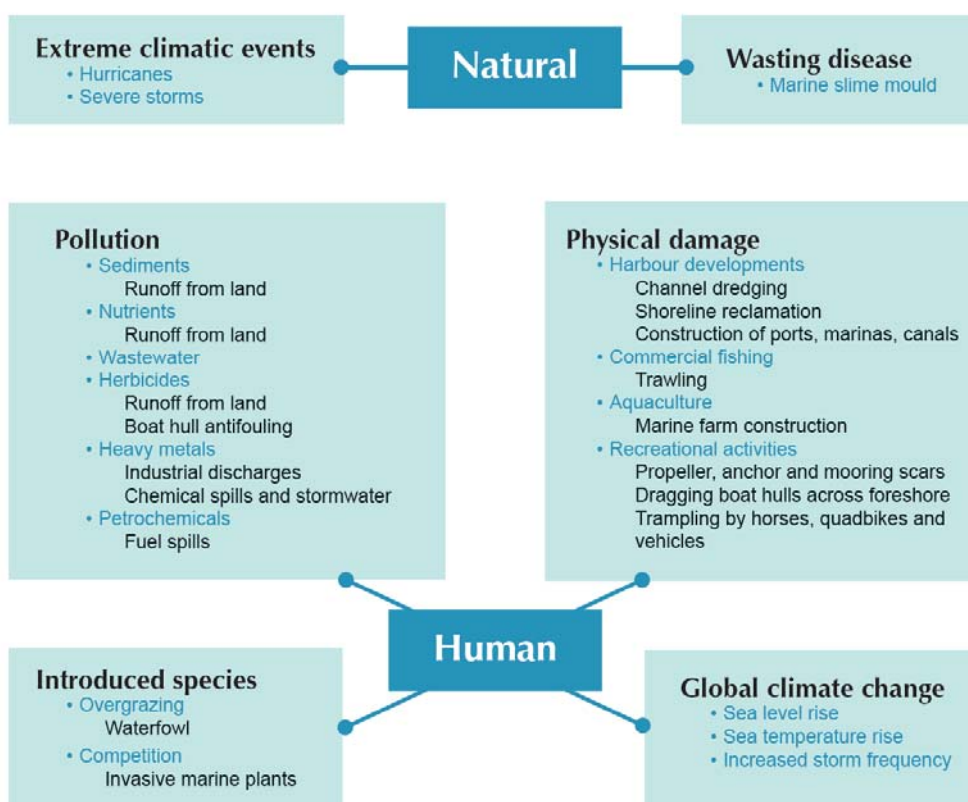 Extreme climatic events
• Hurricanes
• Severe storms
Natural
Wasting disease
• Marine slime mould
Pollution
• Sediments
Runoff from land
• Nutrients
Runoff from land
• Wastewater
• Herbicides
Runoff from land
Boat hull antifouling
• Heavy metals
Industrial discharges
Chemical spills and stormwater
• Petrochemicals
Fuel spills
Physical damage
• Harbour developments
Channel dredging
Shoreline reclamation
Construction of ports, marinas, canals
• Commercial fishing
Trawling
• Aquaculture
Marine farm construction
• Recreational activities
Propeller, anchor and mooring scars
Dragging boat hulls across foreshore
Trampling by horses, quadbikes and
vehicles
Human
Introduced species
• Overgrazing
Waterfowl
• Competition
Invasive marine plants
Global climate change
• Sea level rise
• Sea temperature rise
• Increased storm frequency